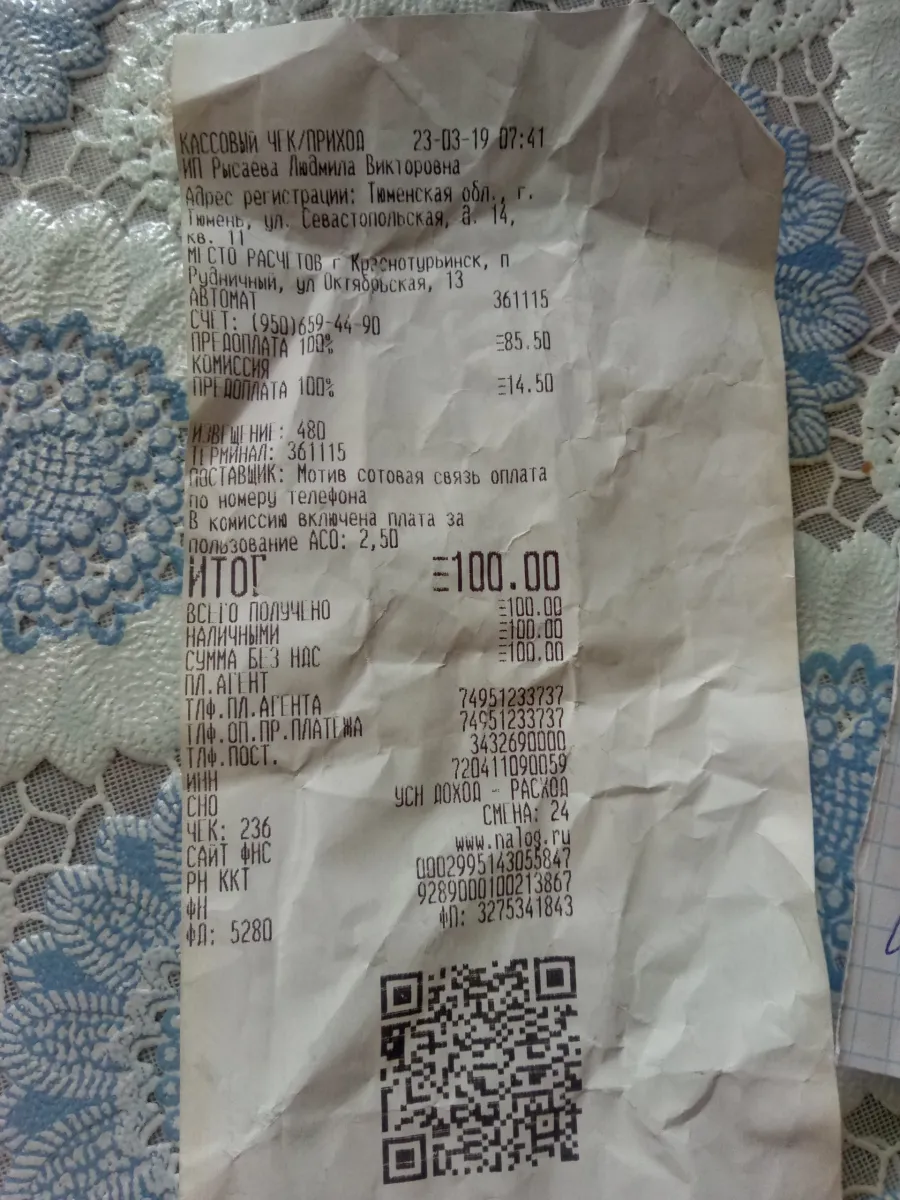 КАССОВЫЙ ЧЕК/ПРИХОД 23-03-19 07:41
ИП Рысаева Людмила Викторовна
Адрес регистрации: Тюменская обл., г.
Тюмень, ул. Севастопольская, д. 14,
кв. 11
МЕСТО РАСЧЕТОВ г Краснотурьинск, п
Рудничный, ул Октябрьская, 13
АВТОМАТ 361115
СЧЕТ: (950)659-44-90
ПРЕДОПЛАТА 100% =85.50
КОМИССИЯ
ПРЕДОПЛАТА 100% =14.50
ИЗВЕЩЕНИЕ: 480
ТЕРМИНАЛ: 361115
ПОСТАВЩИК: Мотив сотовая связь оплата
по номеру телефона
В комиссию включена плата за
пользование АСО: 2,50
ИТОГ =100.00
ВСЕГО ПОЛУЧЕНО =100.00
НАЛИЧНЫМИ =100.00
СУММА БЕЗ НДС =100.00
ПЛ.АГЕНТ
ТЛФ.ПЛ.АГЕНТА 74951233737
ТЛФ.ОП.ПР.ПЛАТЕЖА 74951233737
ТЛФ.ПОСТ. 3432690000
ИНН 720411090059
СНО УСН ДОХОД - РАСХОД
ЧЕК: 236 СМЕНА: 24
САЙТ ФНС www.nalog.ru
РН ККТ 0002995143055847
ФН 9289000100213867
ФД: 5280 ФП: 3275341843